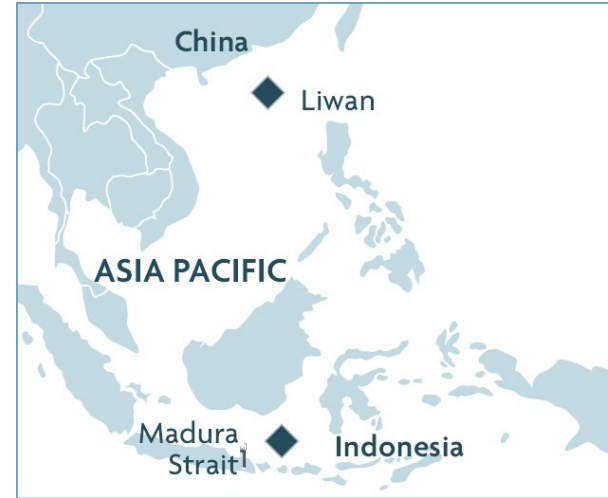 China
Liwan
ASIA PACIFIC
Madura
Strait¹
Indonesia